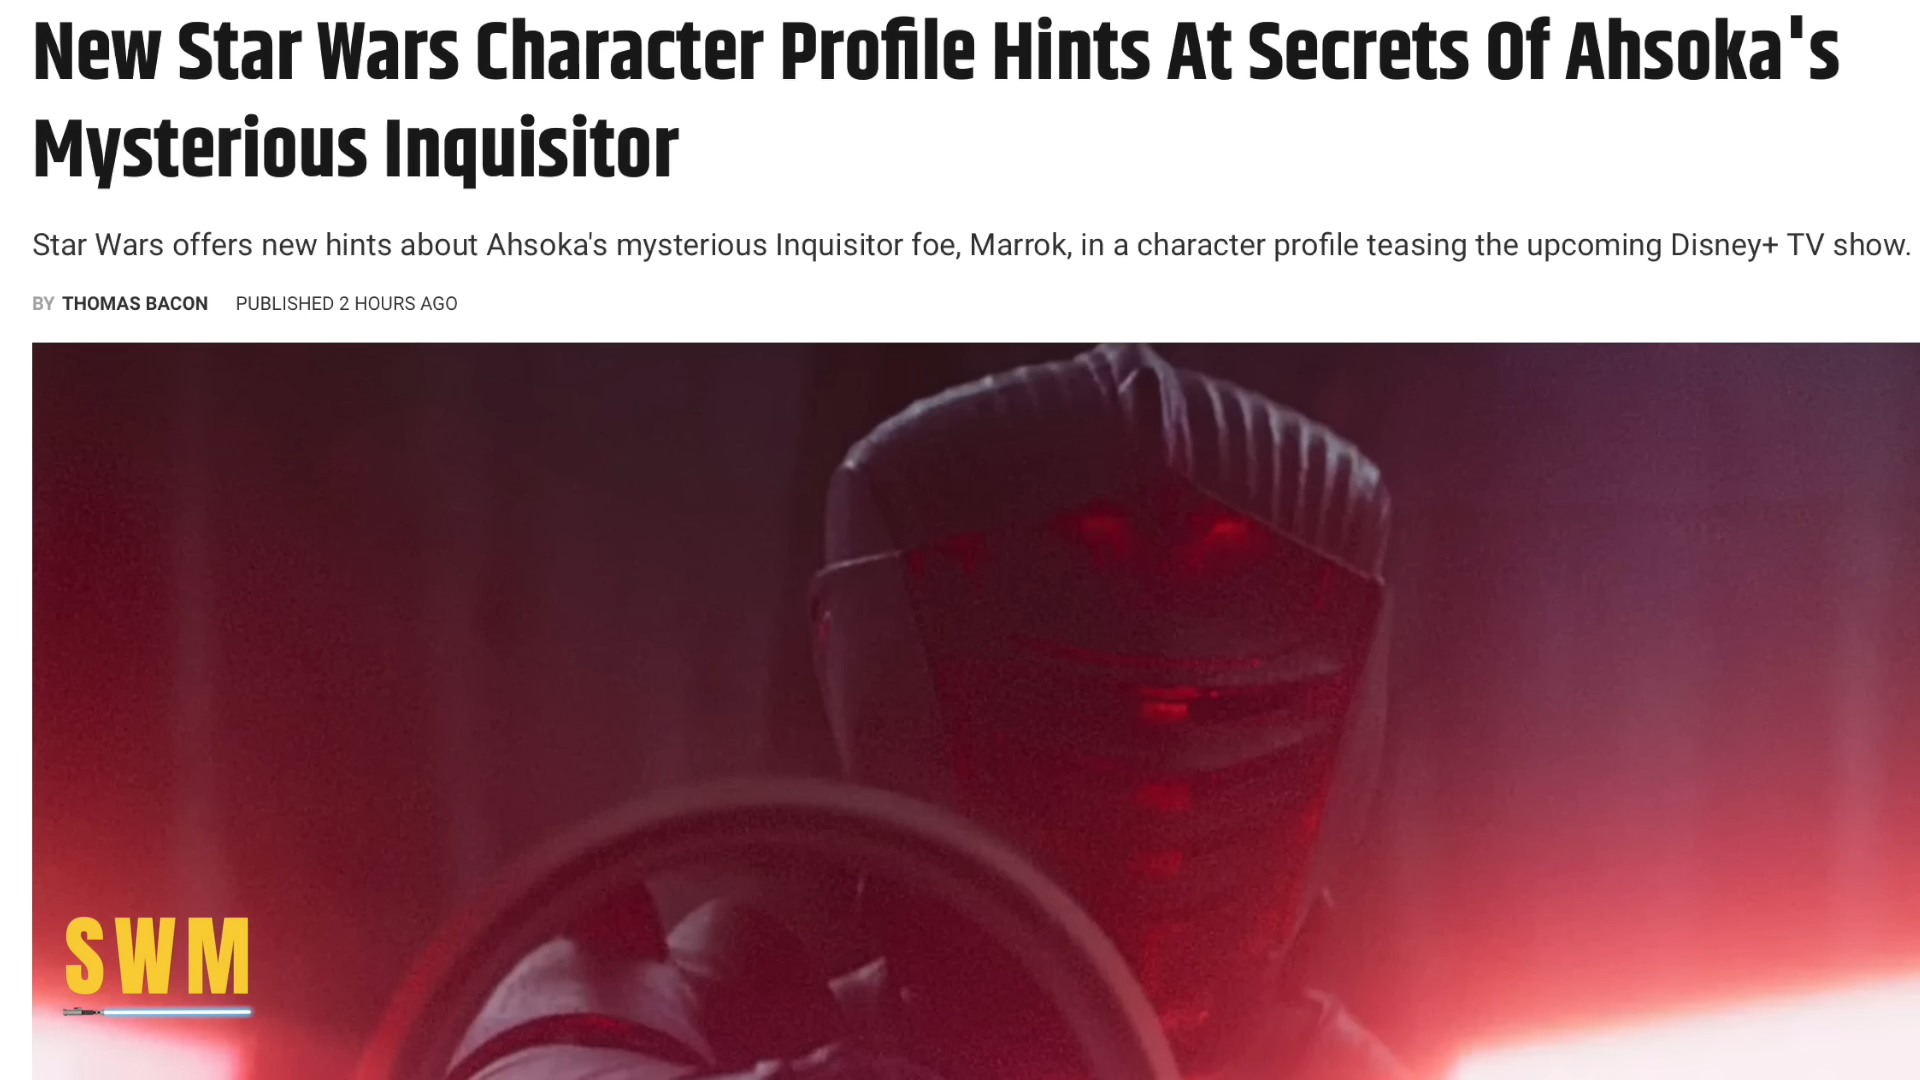 New Star Wars Character Profile Hints At Secrets Of Ahsoka's
Mysterious Inquisitor
Star Wars offers new hints about Ahsoka's mysterious Inquisitor foe, Marrok, in a character profile teasing the upcoming Disney+ TV show.
BY THOMAS BACON PUBLISHED 2 HOURS AGO
SWM